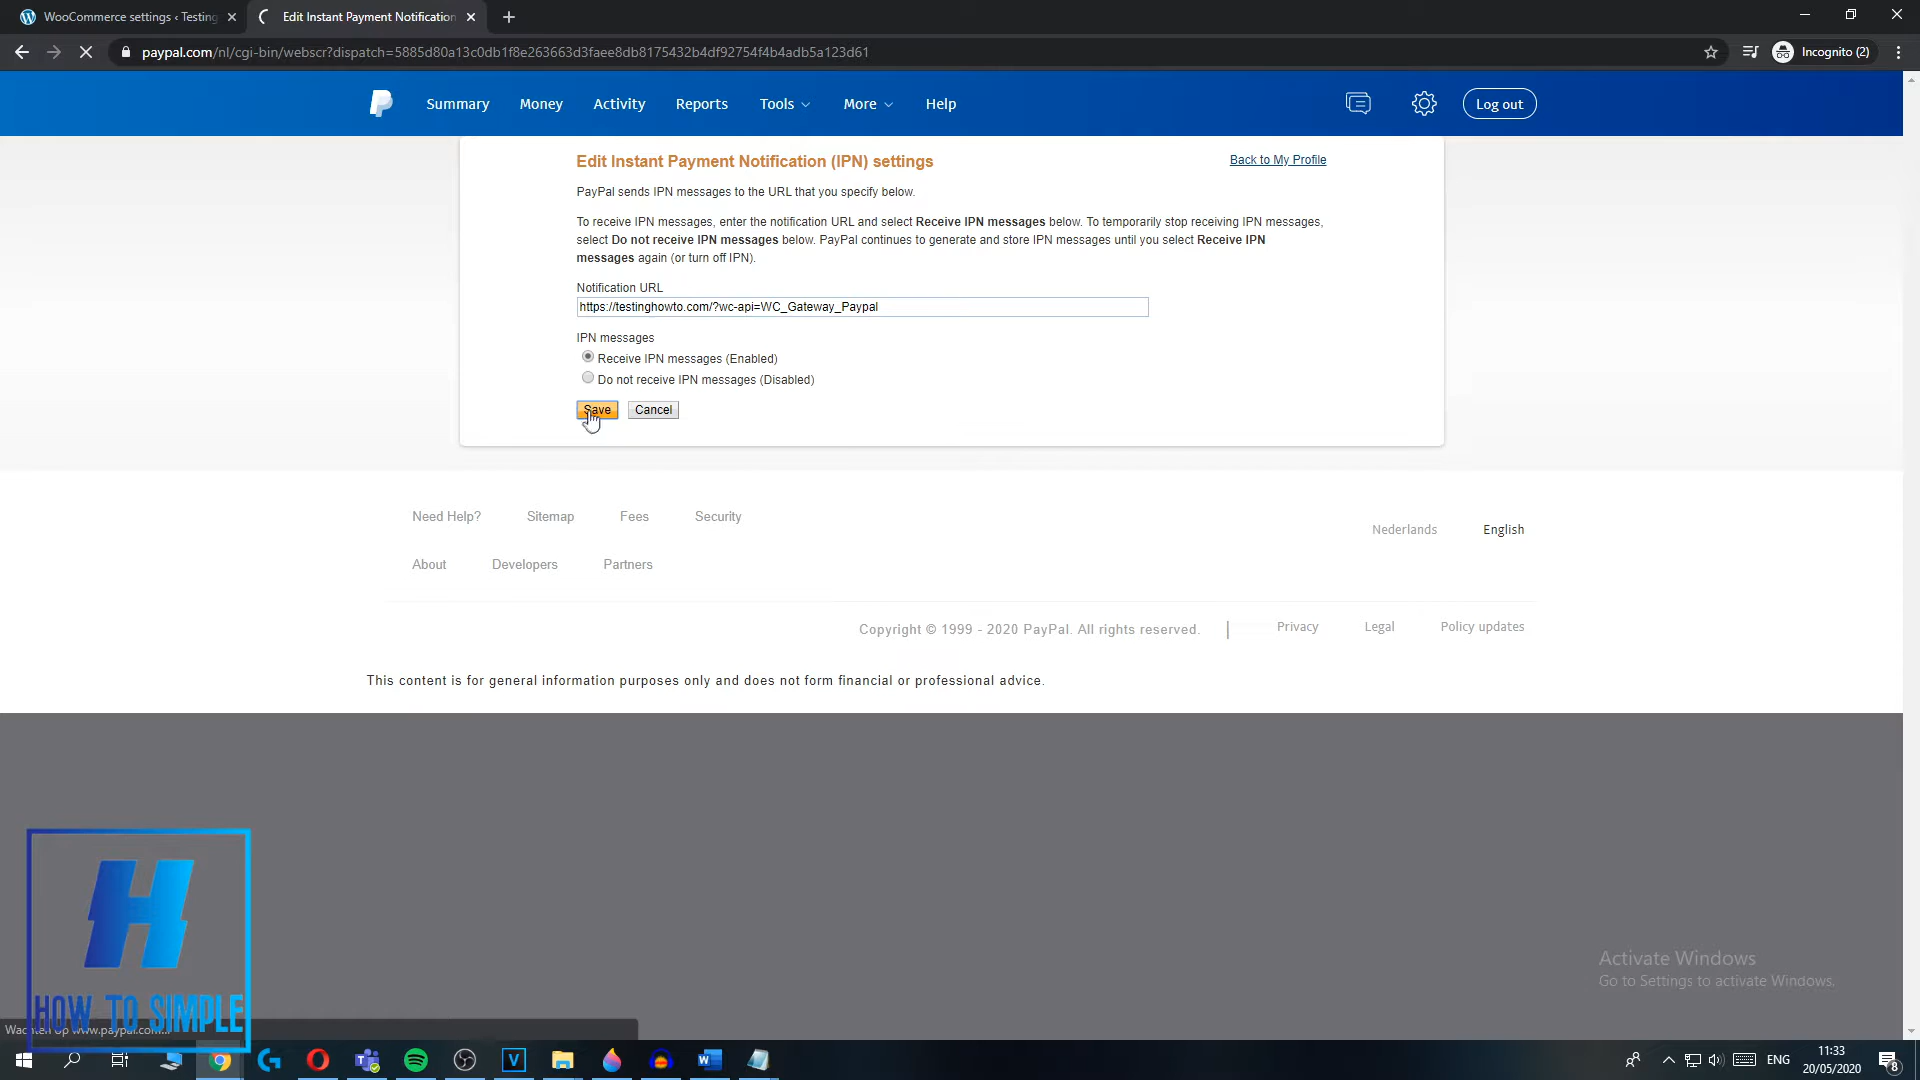 WooCommerce settings ‹ Testing
Edit Instant Payment Notification
paypal.com/nl/cgi-bin/webscr?dispatch=5885d80a13c0db1f8e263663d3faee8db8175432b4df92754f4b4adb5a123d61
Incognito (2)
Summary
Money
Activity
Reports
Tools
More
Help
Log out
Edit Instant Payment Notification (IPN) settings
Back to My Profile
PayPal sends IPN messages to the URL that you specify below.
To receive IPN messages, enter the notification URL and select Receive IPN messages below. To temporarily stop receiving IPN messages,
select Do not receive IPN messages below. PayPal continues to generate and store IPN messages until you select Receive IPN
messages again (or turn off IPN).
Notification URL
https://testinghowto.com/?wc-api=WC_Gateway_Paypal
IPN messages
Receive IPN messages (Enabled)
Do not receive IPN messages (Disabled)
Save
Cancel
Need Help?
Sitemap
Fees
Security
Nederlands
English
About
Developers
Partners
Copyright © 1999 - 2020 PayPal. All rights reserved.
Privacy
Legal
Policy updates
This content is for general information purposes only and does not form financial or professional advice.
Activate Windows
Go to Settings to activate Windows.
H
HOW TO SIMPLE
Wachten op www.paypal.com...
ENG
11:33
20/05/2020
8